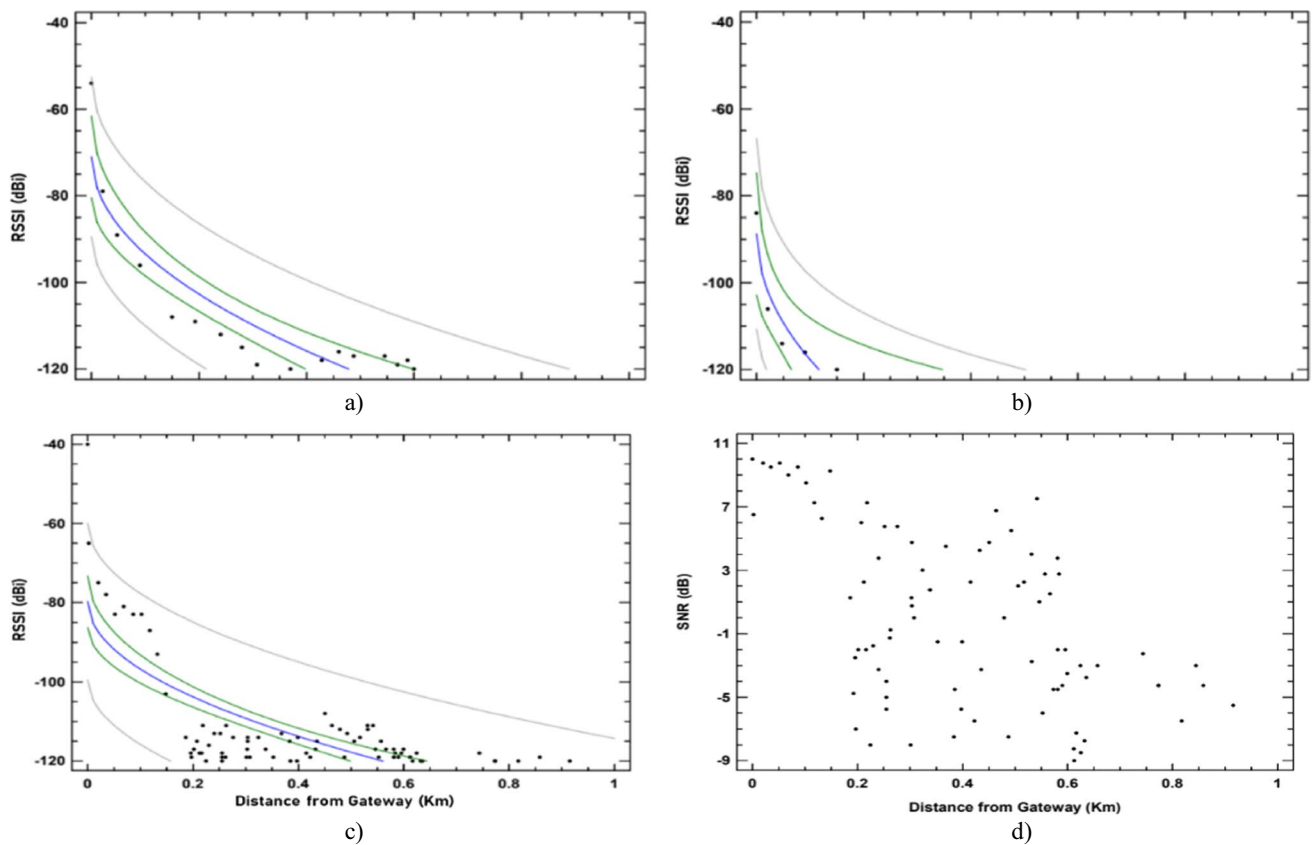 -40
-60
-80
-100
-120
RSSI (dBi)
a)
-40
-60
-80
-100
-120
RSSI (dBi)
b)
-40
-60
-80
-100
-120
RSSI (dBi)
0 0.2 0.4 0.6 0.8 1
Distance from Gateway (Km)
c)
11
7
3
-1
-5
-9
SNR (dB)
0 0.2 0.4 0.6 0.8 1
Distance from Gateway (Km)
d)